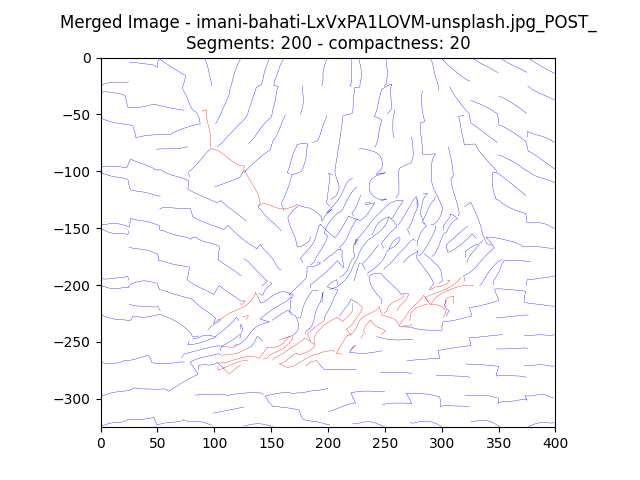 Merged Image - imani-bahati-LxVxPA1LOVM-unsplash.jpg_POST_
Segments: 200 - compactness: 20
0
−50
−100
−150
−200
−250
−300
0 50 100 150 200 250 300 350 400